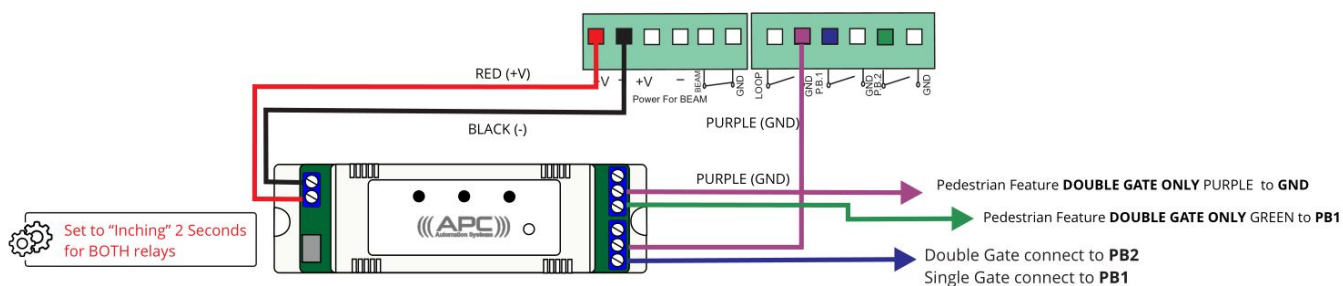 RED (+V)
+V
-
+V
-
BEAM
GND
Power For BEAM
LOOP
GND
P.B.1
GND
P.B.2
GND
BLACK (-)
PURPLE (GND)
PURPLE (GND)
Pedestrian Feature DOUBLE GATE ONLY PURPLE to GND
Pedestrian Feature DOUBLE GATE ONLY GREEN to PB1
Set to “Inching” 2 Seconds
for BOTH relays
(((APC)))
Automation Systems
Double Gate connect to PB2
Single Gate connect to PB1